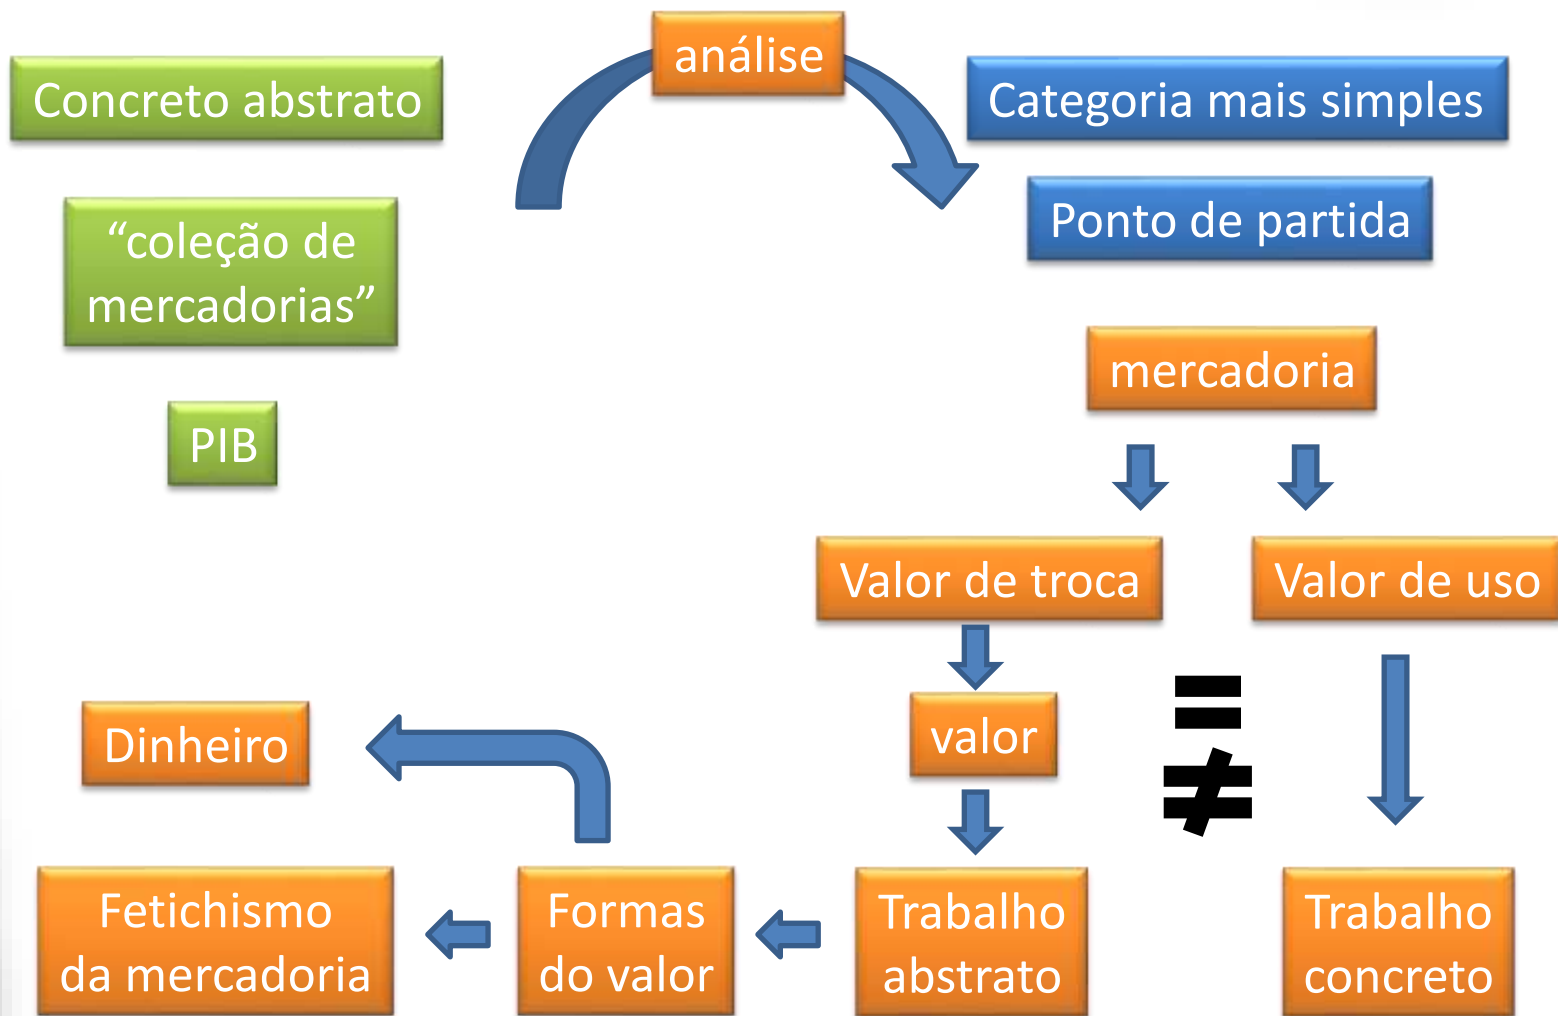 análise
Concreto abstrato
Categoria mais simples
“coleção de
mercadorias”
Ponto de partida
mercadoria
PIB
Valor de troca
Valor de uso
=
≠
Dinheiro
valor
Fetichismo
da mercadoria
Formas
do valor
Trabalho
abstrato
Trabalho
concreto